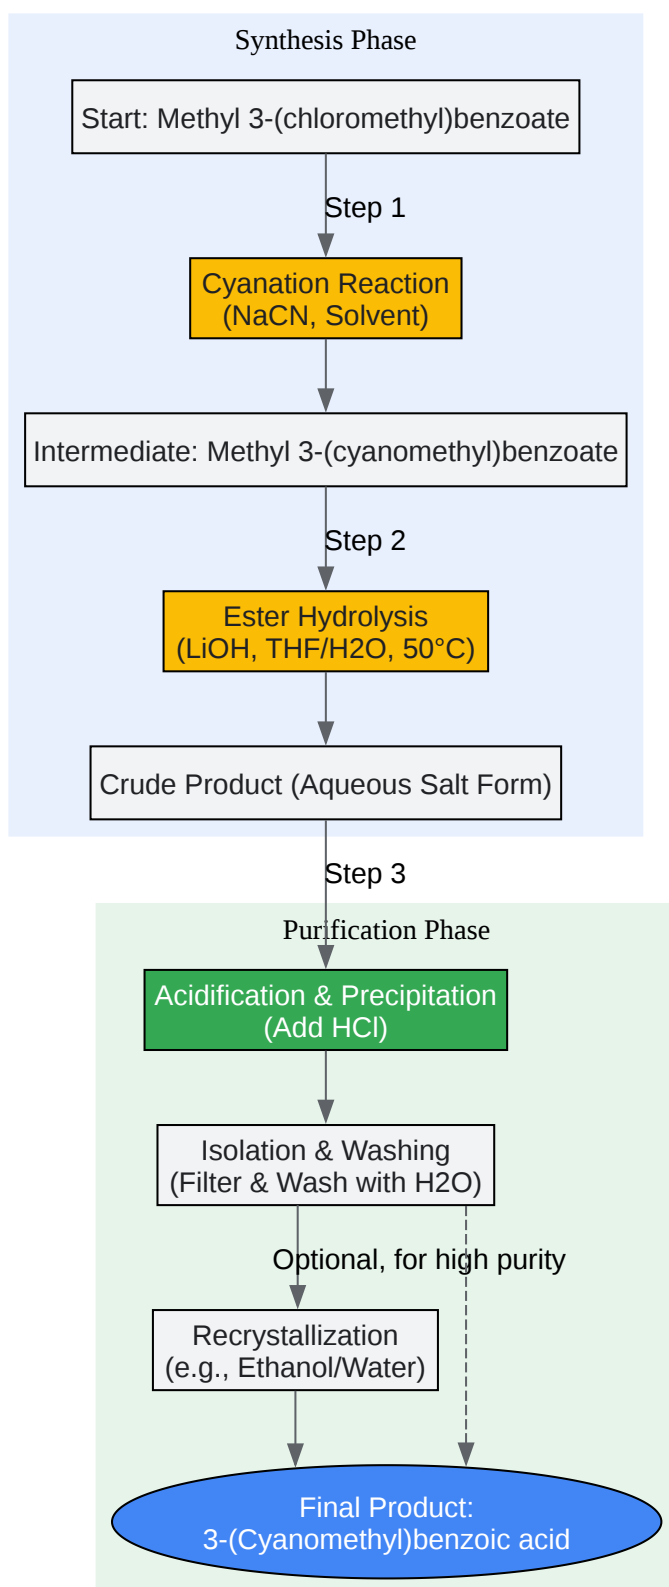 Synthesis Phase
Start: Methyl 3-(chloromethyl)benzoate
Step 1
Cyanation Reaction
(NaCN, Solvent)
Intermediate: Methyl 3-(cyanomethyl)benzoate
Step 2
Ester Hydrolysis
(LiOH, THF/H2O, 50°C)
Crude Product (Aqueous Salt Form)
Step 3
Purification Phase
Acidification & Precipitation
(Add HCl)
Isolation & Washing
(Filter & Wash with H2O)
Optional, for high purity
Recrystallization
(e.g., Ethanol/Water)
Final Product:
3-(Cyanomethyl)benzoic acid